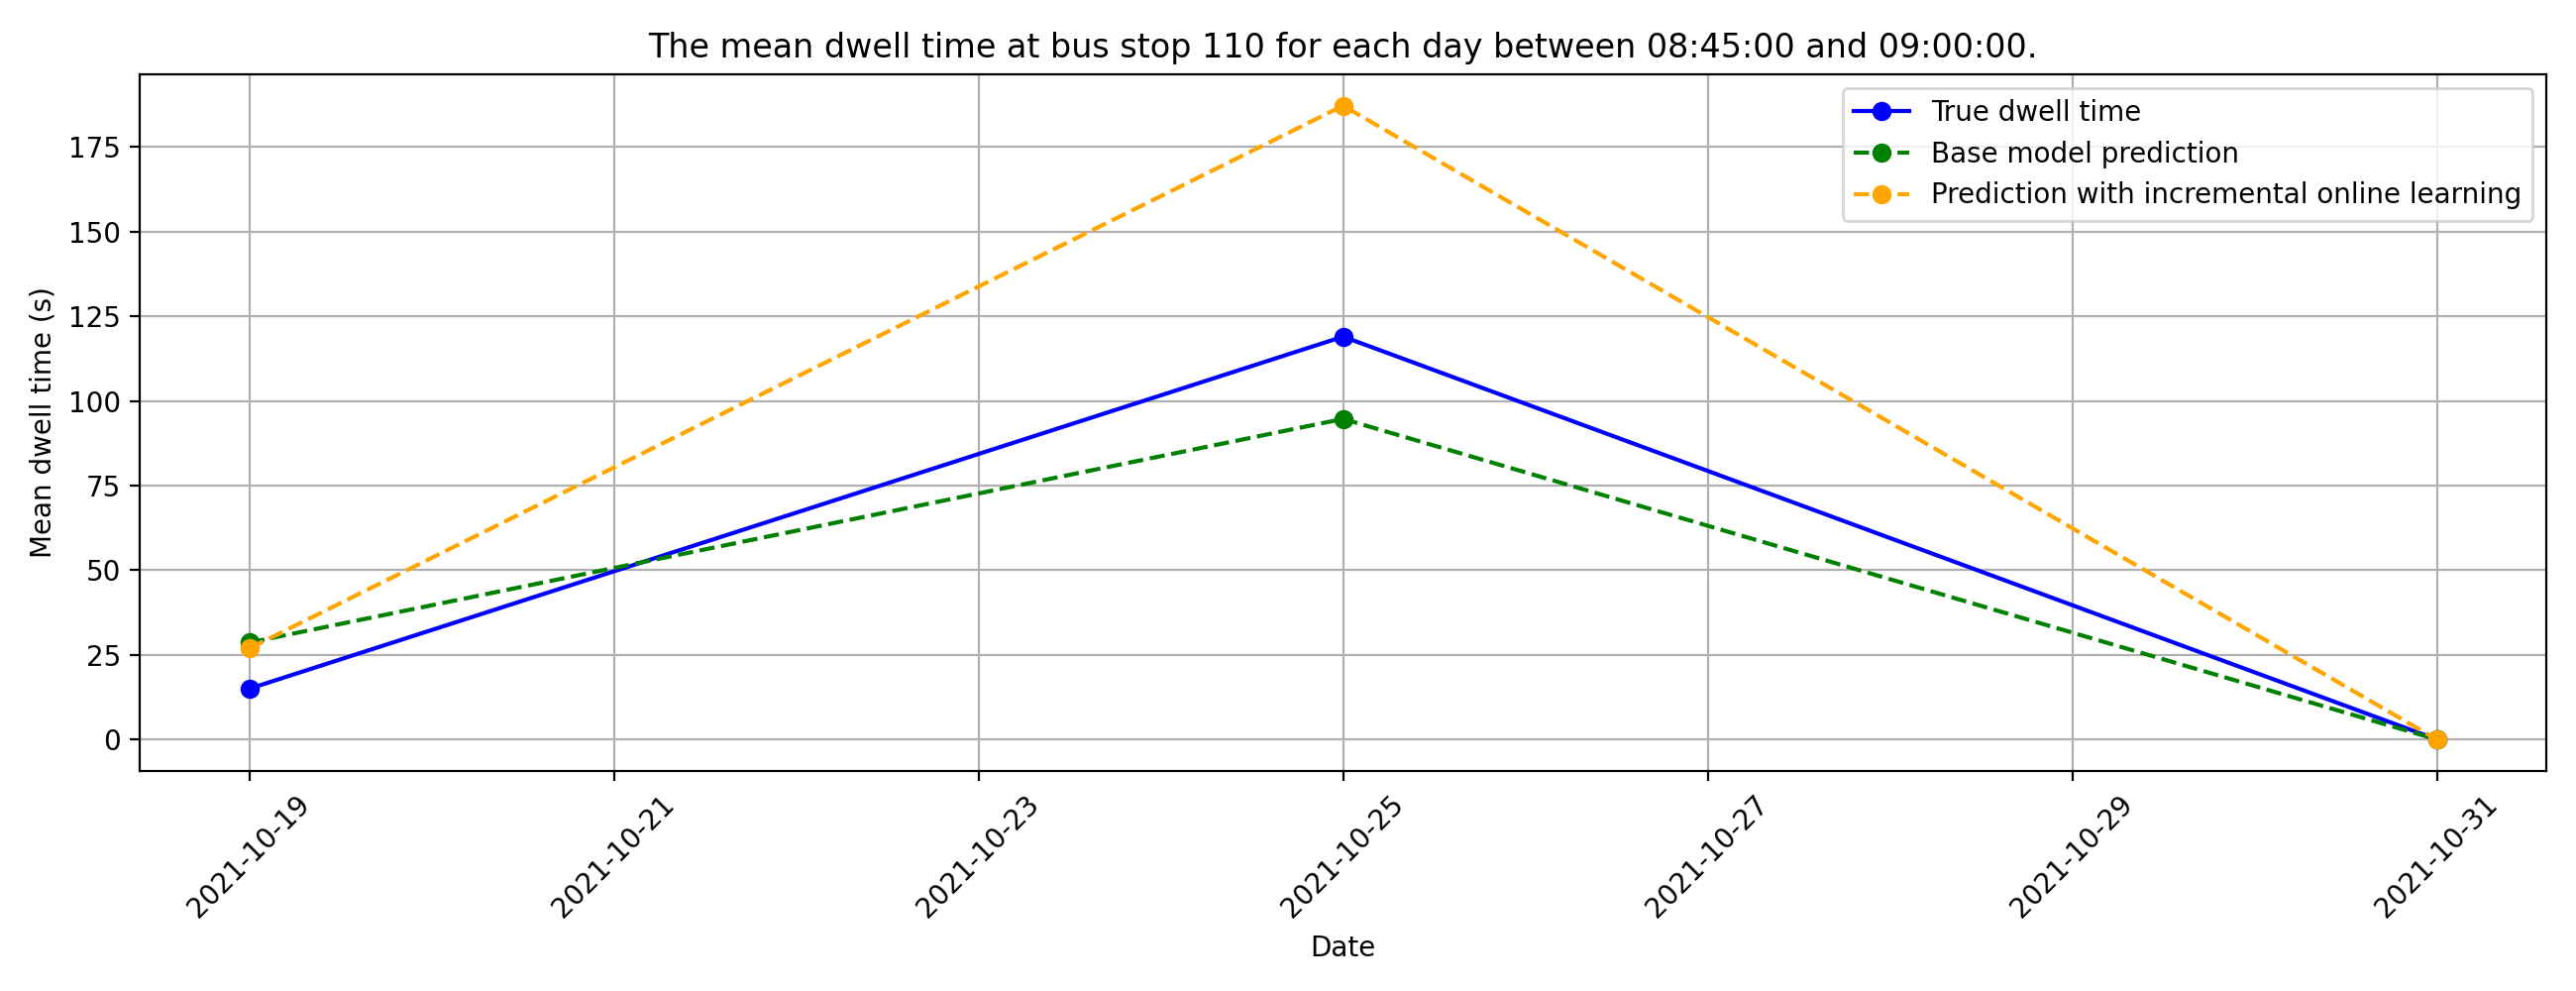 The mean dwell time at bus stop 110 for each day between 08:45:00 and 09:00:00.
True dwell time
Base model prediction
Prediction with incremental online learning
Mean dwell time (s)
175
150
125
100
75
50
25
0
2021-10-19
2021-10-21
2021-10-23
2021-10-25
2021-10-27
2021-10-29
2021-10-31
Date